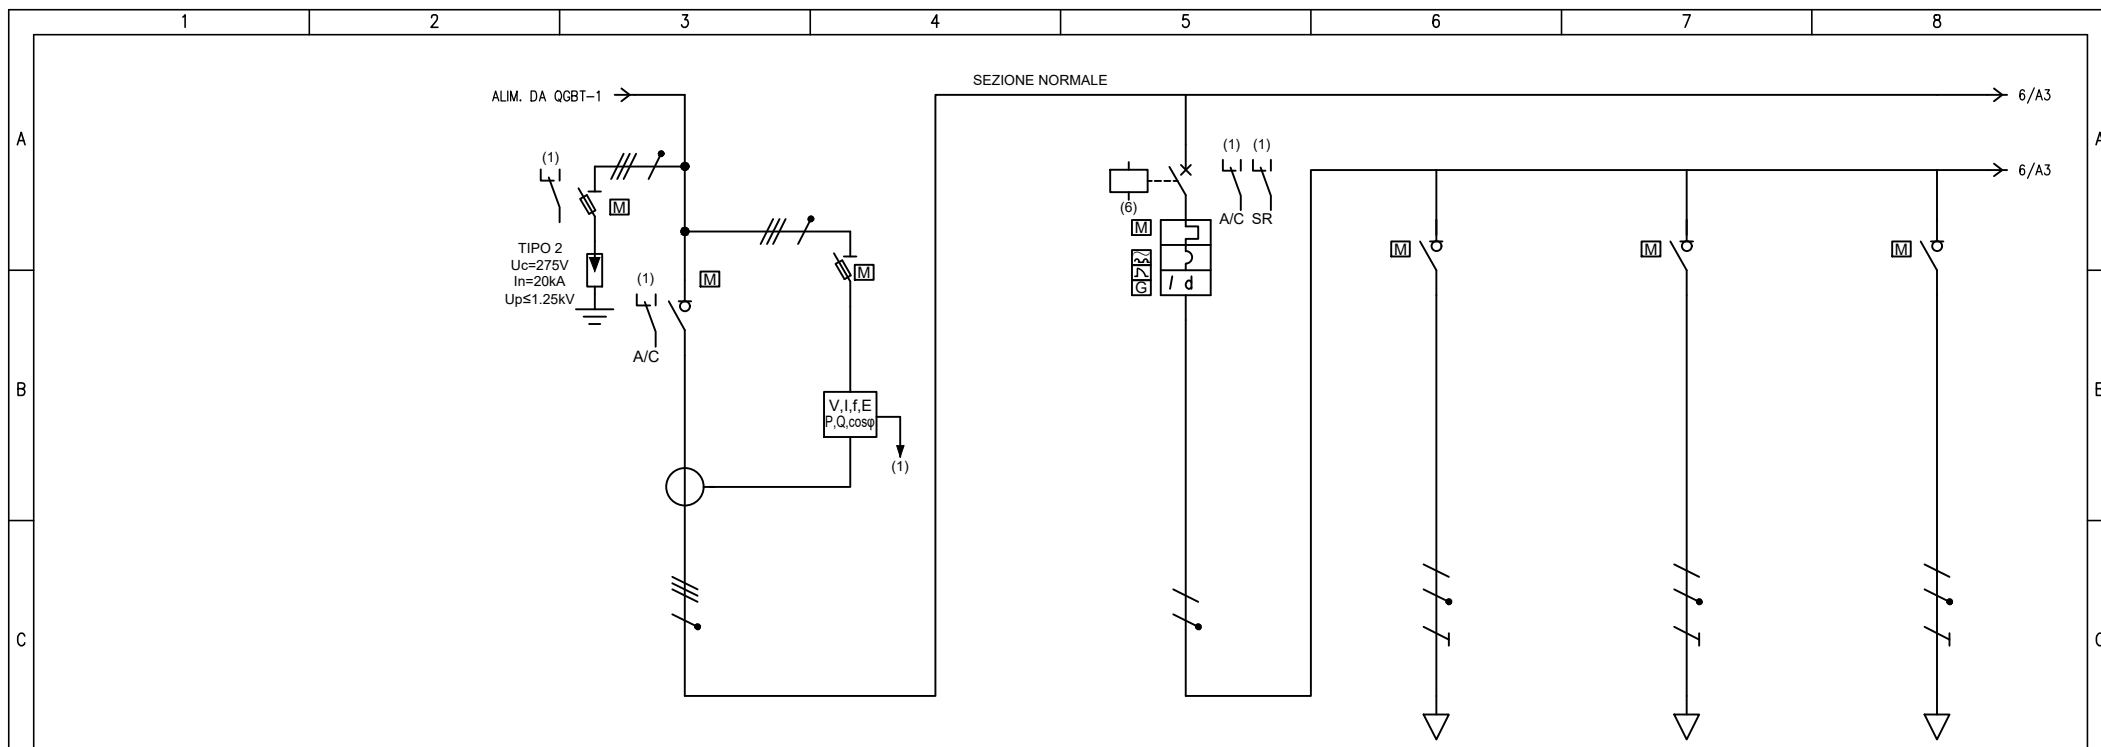 1 2 3 4 5 6 7 8
SEZIONE NORMALE
ALIM. DA QGBT-1
6/A3
A
A
(1)
(1) (1)
6/A3
M
(6)
A/C SR
M
TIPO 2
Uc=275V
In=20kA
Up≤1.25kV
M
(1)
M
M
M
M
G
I d
A/C
B
B
V,I,f,E
P,Q,cosφ
(1)
C
C